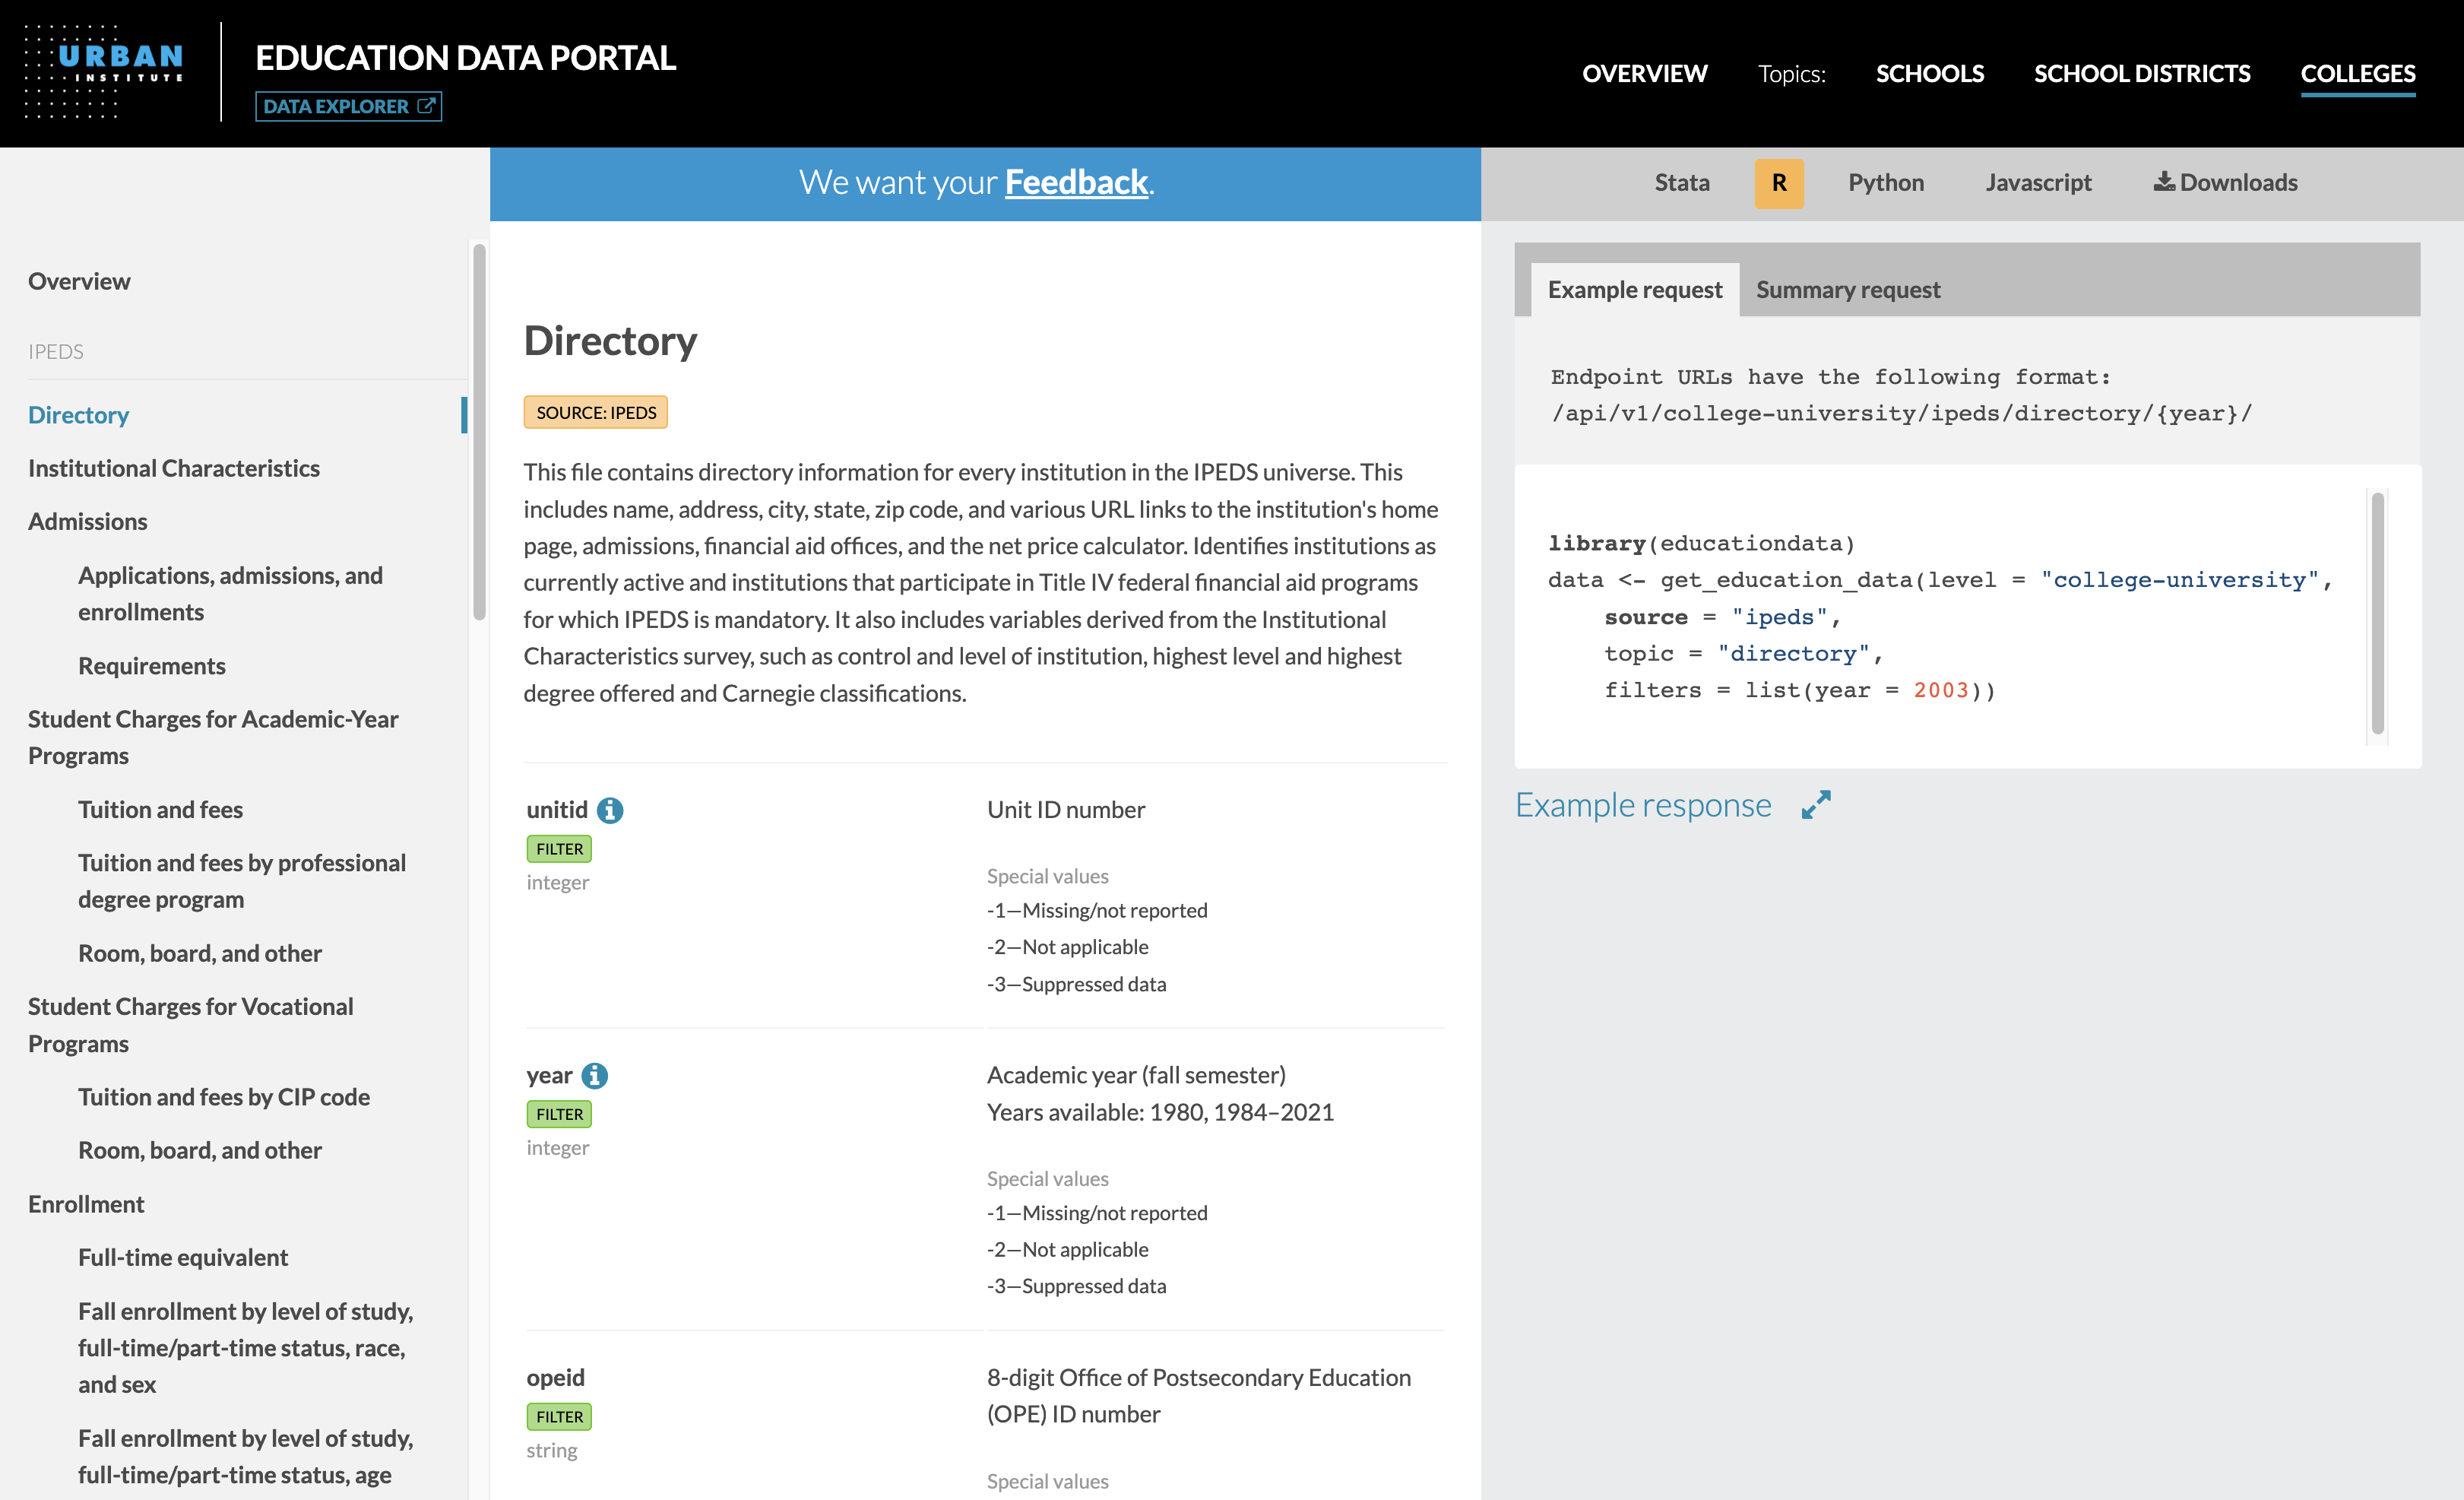 URBAN
INSTITUTE
EDUCATION DATA PORTAL
DATA EXPLORER
OVERVIEW
Topics:
SCHOOLS
SCHOOL DISTRICTS
COLLEGES
Overview
IPEDS
Directory
Institutional Characteristics
Admissions
Applications, admissions, and
enrollments
Requirements
Student Charges for Academic-Year
Programs
Tuition and fees
Tuition and fees by professional
degree program
Room, board, and other
Student Charges for Vocational
Programs
Tuition and fees by CIP code
Room, board, and other
Enrollment
Full-time equivalent
Fall enrollment by level of study,
full-time/part-time status, race,
and sex
Fall enrollment by level of study,
full-time/part-time status, age
We want your Feedback.
Directory
SOURCE: IPEDS
This file contains directory information for every institution in the IPEDS universe. This
includes name, address, city, state, zip code, and various URL links to the institution's home
page, admissions, financial aid offices, and the net price calculator. Identifies institutions as
currently active and institutions that participate in Title IV federal financial aid programs
for which IPEDS is mandatory. It also includes variables derived from the Institutional
Characteristics survey, such as control and level of institution, highest level and highest
degree offered and Carnegie classifications.
unitid
FILTER
integer
Unit ID number
Special values
-1—Missing/not reported
-2—Not applicable
-3—Suppressed data
year
FILTER
integer
Academic year (fall semester)
Years available: 1980, 1984–2021
Special values
-1—Missing/not reported
-2—Not applicable
-3—Suppressed data
opeid
FILTER
string
8-digit Office of Postsecondary Education
(OPE) ID number
Special values
Stata
R
Python
Javascript
Downloads
Example request
Summary request
Endpoint URLs have the following format:
/api/v1/college-university/ipeds/directory/{year}/
library(educationdata)
data <- get_education_data(level = "college-university",
    source = "ipeds",
    topic = "directory",
    filters = list(year = 2003))
Example response